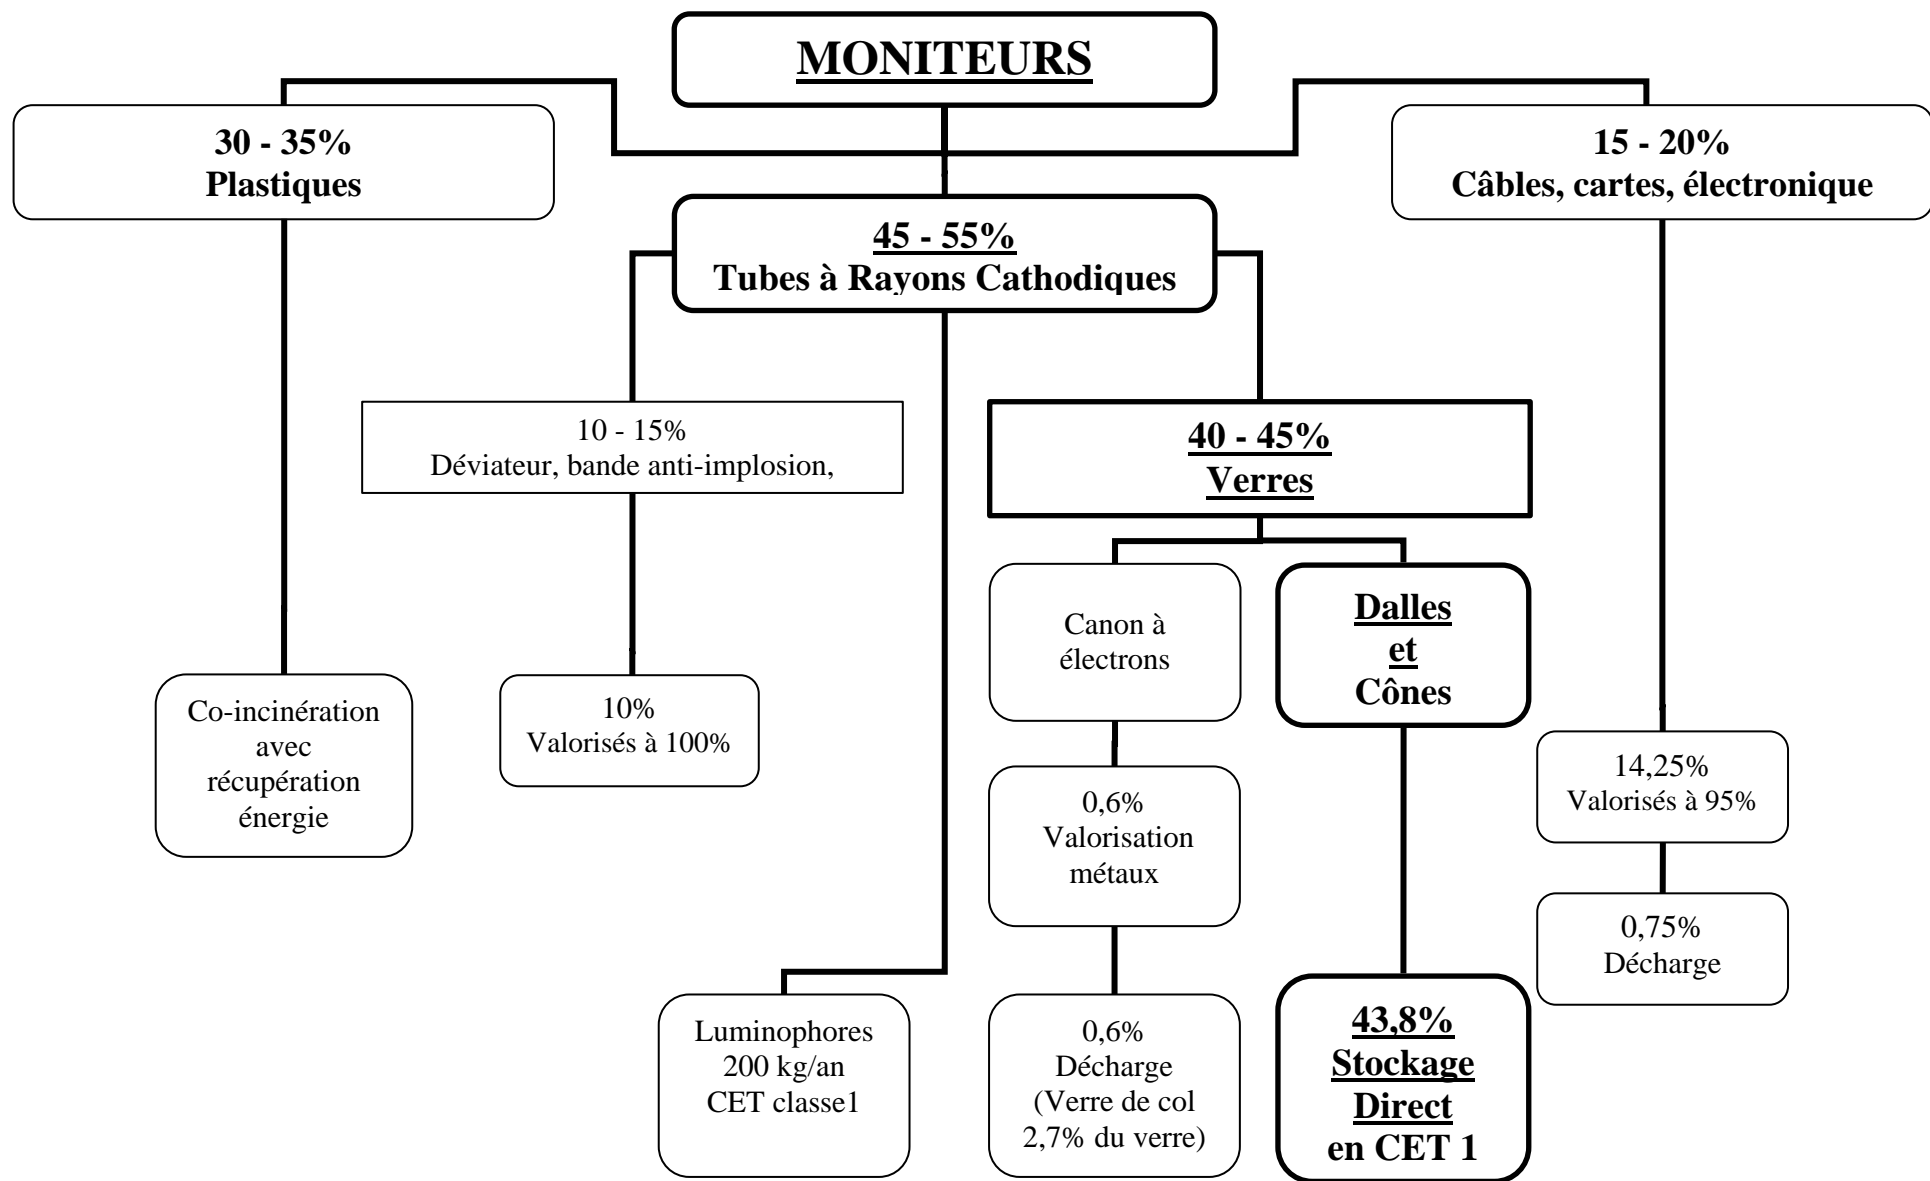 MONITEURS
30 - 35%
Plastiques
15 - 20%
Câbles, cartes, électronique
45 - 55%
Tubes à Rayons Cathodiques
10 - 15%
Déviateur, bande anti-implosion,
40 - 45%
Verres
Canon à
électrons
Dalles
et
Cônes
Co-incinération
avec
récupération
énergie
10%
Valorisés à 100%
0,6%
Valorisation
métaux
14,25%
Valorisés à 95%
0,75%
Décharge
Luminophores
200 kg/an
CET classe1
0,6%
Décharge
(Verre de col
2,7% du verre)
43,8%
Stockage
Direct
en CET 1